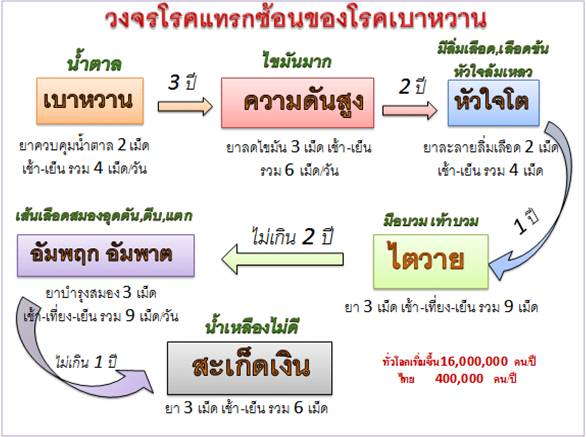 วงจรโรคแทรกซ้อนของโรคเบาหวาน
น้ำตาล
เบาหวาน
ยาควบคุมน้ำตาล 2 เม็ด
เช้า-เย็น รวม 4 เม็ด/วัน
3 ปี
ไขมันมาก
ความดันสูง
ยาลดไขมัน 3 เม็ด เช้า-เย็น
รวม 6 เม็ด/วัน
2 ปี
มีลิ่มเลือด,เลือดข้น
หัวใจล้มเหลว
หัวใจโต
ยาละลายลิ่มเลือด 2 เม็ด
เช้า-เย็น รวม 4 เม็ด
1 ปี
มือบวม เท้าบวม
ไตวาย
ยา 3 เม็ด เช้า-เที่ยง-เย็น รวม 9 เม็ด
ไม่เกิน 2 ปี
เส้นเลือดสมองอุดตัน,ตีบ,แตก
อัมพฤก อัมพาต
ยาบำรุงสมอง 3 เม็ด
เช้า-เที่ยง-เย็น รวม 9 เม็ด/วัน
ไม่เกิน 1 ปี
น้ำเหลืองไม่ดี
สะเก็ดเงิน
ยา 3 เม็ด เช้า-เย็น รวม 6 เม็ด
ทั่วโลกเพิ่มขึ้น16,000,000 คน/ปี
ไทย 400,000 คน/ปี